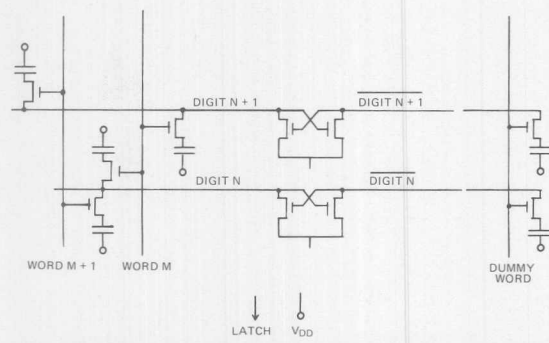 DIGIT N + 1
DIGIT N+1
DIGIT N
DIGIT N
WORD M + 1
WORD M
DUMMY
WORD
LATCH
VDD